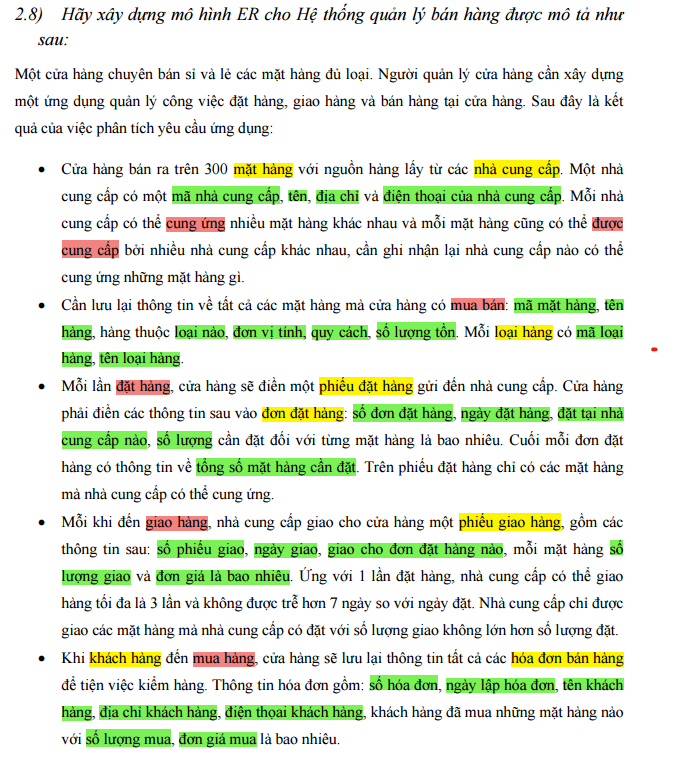 2.8) Hãy xây dựng mô hình ER cho Hệ thống quản lý bán hàng được mô tả như
sau:
Một cửa hàng chuyên bán sỉ và lẻ các mặt hàng đủ loại. Người quản lý cửa hàng cần xây dựng
một ứng dụng quản lý công việc đặt hàng, giao hàng và bán hàng tại cửa hàng. Sau đây là kết
quả của việc phân tích yêu cầu ứng dụng:
• Cửa hàng bán ra trên 300 mặt hàng với nguồn hàng lấy từ các nhà cung cấp. Một nhà
cung cấp có một mã nhà cung cấp, tên, địa chỉ và điện thoại của nhà cung cấp. Mỗi nhà
cung cấp có thể cung ứng nhiều mặt hàng khác nhau và mỗi mặt hàng cũng có thể được
cung cấp bởi nhiều nhà cung cấp khác nhau, cần ghi nhận lại nhà cung cấp nào có thể
cung ứng những mặt hàng gì.
• Cần lưu lại thông tin về tất cả các mặt hàng mà cửa hàng có mua bán: mã mặt hàng, tên
hàng, hàng thuộc loại nào, đơn vị tính, quy cách, số lượng tồn. Mỗi loại hàng có mã loại
hàng, tên loại hàng.
• Mỗi lần đặt hàng, cửa hàng sẽ điền một phiếu đặt hàng gửi đến nhà cung cấp. Cửa hàng
phải điền các thông tin sau vào đơn đặt hàng: số đơn đặt hàng, ngày đặt hàng, đặt tại nhà
cung cấp nào, số lượng cần đặt đối với từng mặt hàng là bao nhiêu. Cuối mỗi đơn đặt
hàng có thông tin về tổng số mặt hàng cần đặt. Trên phiếu đặt hàng chỉ có các mặt hàng
mà nhà cung cấp có thể cung ứng.
• Mỗi khi đến giao hàng, nhà cung cấp giao cho cửa hàng một phiếu giao hàng, gồm các
thông tin sau: số phiếu giao, ngày giao, giao cho đơn đặt hàng nào, mỗi mặt hàng số
lượng giao và đơn giá là bao nhiêu. Ứng với 1 lần đặt hàng, nhà cung cấp có thể giao
hàng tối đa là 3 lần và không được trễ hơn 7 ngày so với ngày đặt. Nhà cung cấp chỉ được
giao các mặt hàng mà nhà cung cấp có đặt với số lượng giao không lớn hơn số lượng đặt.
• Khi khách hàng đến mua hàng, cửa hàng sẽ lưu lại thông tin tất cả các hóa đơn bán hàng
để tiện việc kiểm hàng. Thông tin hóa đơn gồm: số hóa đơn, ngày lập hóa đơn, tên khách
hàng, địa chỉ khách hàng, điện thoại khách hàng, khách hàng đã mua những mặt hàng nào
với số lượng mua, đơn giá mua là bao nhiêu.